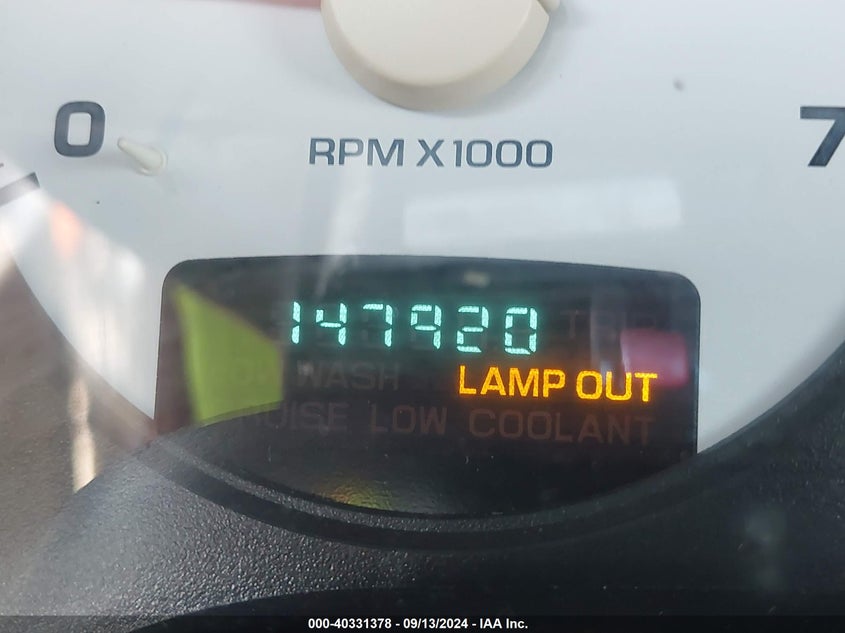 0
7
RPM X1000
147920
WASH
LAMP OUT
LOW COOLANT
000-40331378 - 09/13/2024 - IAA Inc.